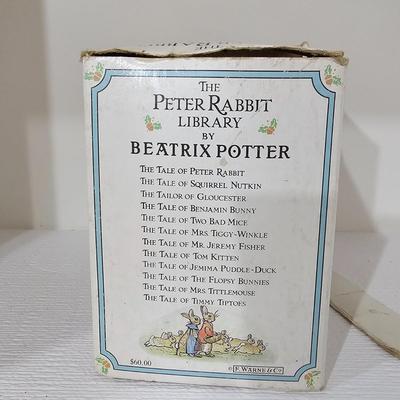 THE
PETER RABBIT
LIBRARY
BY
BEATRIX POTTER
THE TALE OF PETER RABBIT
THE TALE OF SQUIRREL NUTKIN
THE TAILOR OF GLOUCESTER
THE TALE OF BENJAMIN BUNNY
THE TALE OF TWO BAD MICE
THE TALE OF MRS. TIGGY-WINKLE
THE TALE OF MR. JEREMY FISHER
THE TALE OF TOM KITTEN
THE TALE OF JEMIMA PUDDLE-DUCK
THE TALE OF THE FLOPSY BUNNIES
THE TALE OF MRS. TITTLEMOUSE
THE TALE OF TIMMY TIPTOES
$60.00
© F. WARNE & CO